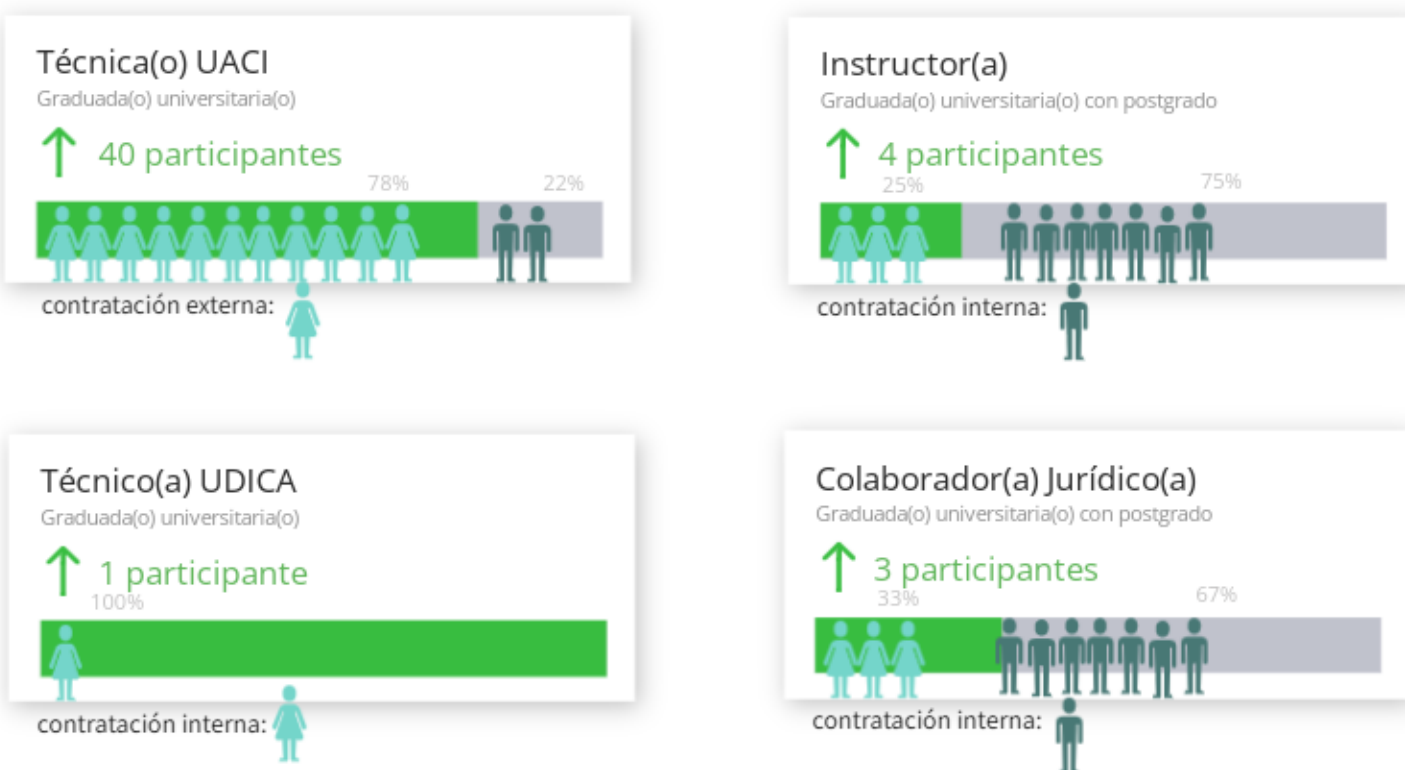 Técnica(o) UACI
Graduada(o) universitaria(o)
40 participantes
78% 22%
contratación externa:
Instructor(a)
Graduada(o) universitaria(o) con postgrado
4 participantes
25% 75%
contratación interna:
Técnico(a) UDICA
Graduada(o) universitaria(o)
1 participante
100%
contratación interna:
Colaborador(a) Jurídico(a)
Graduada(o) universitaria(o) con postgrado
3 participantes
33% 67%
contratación interna: